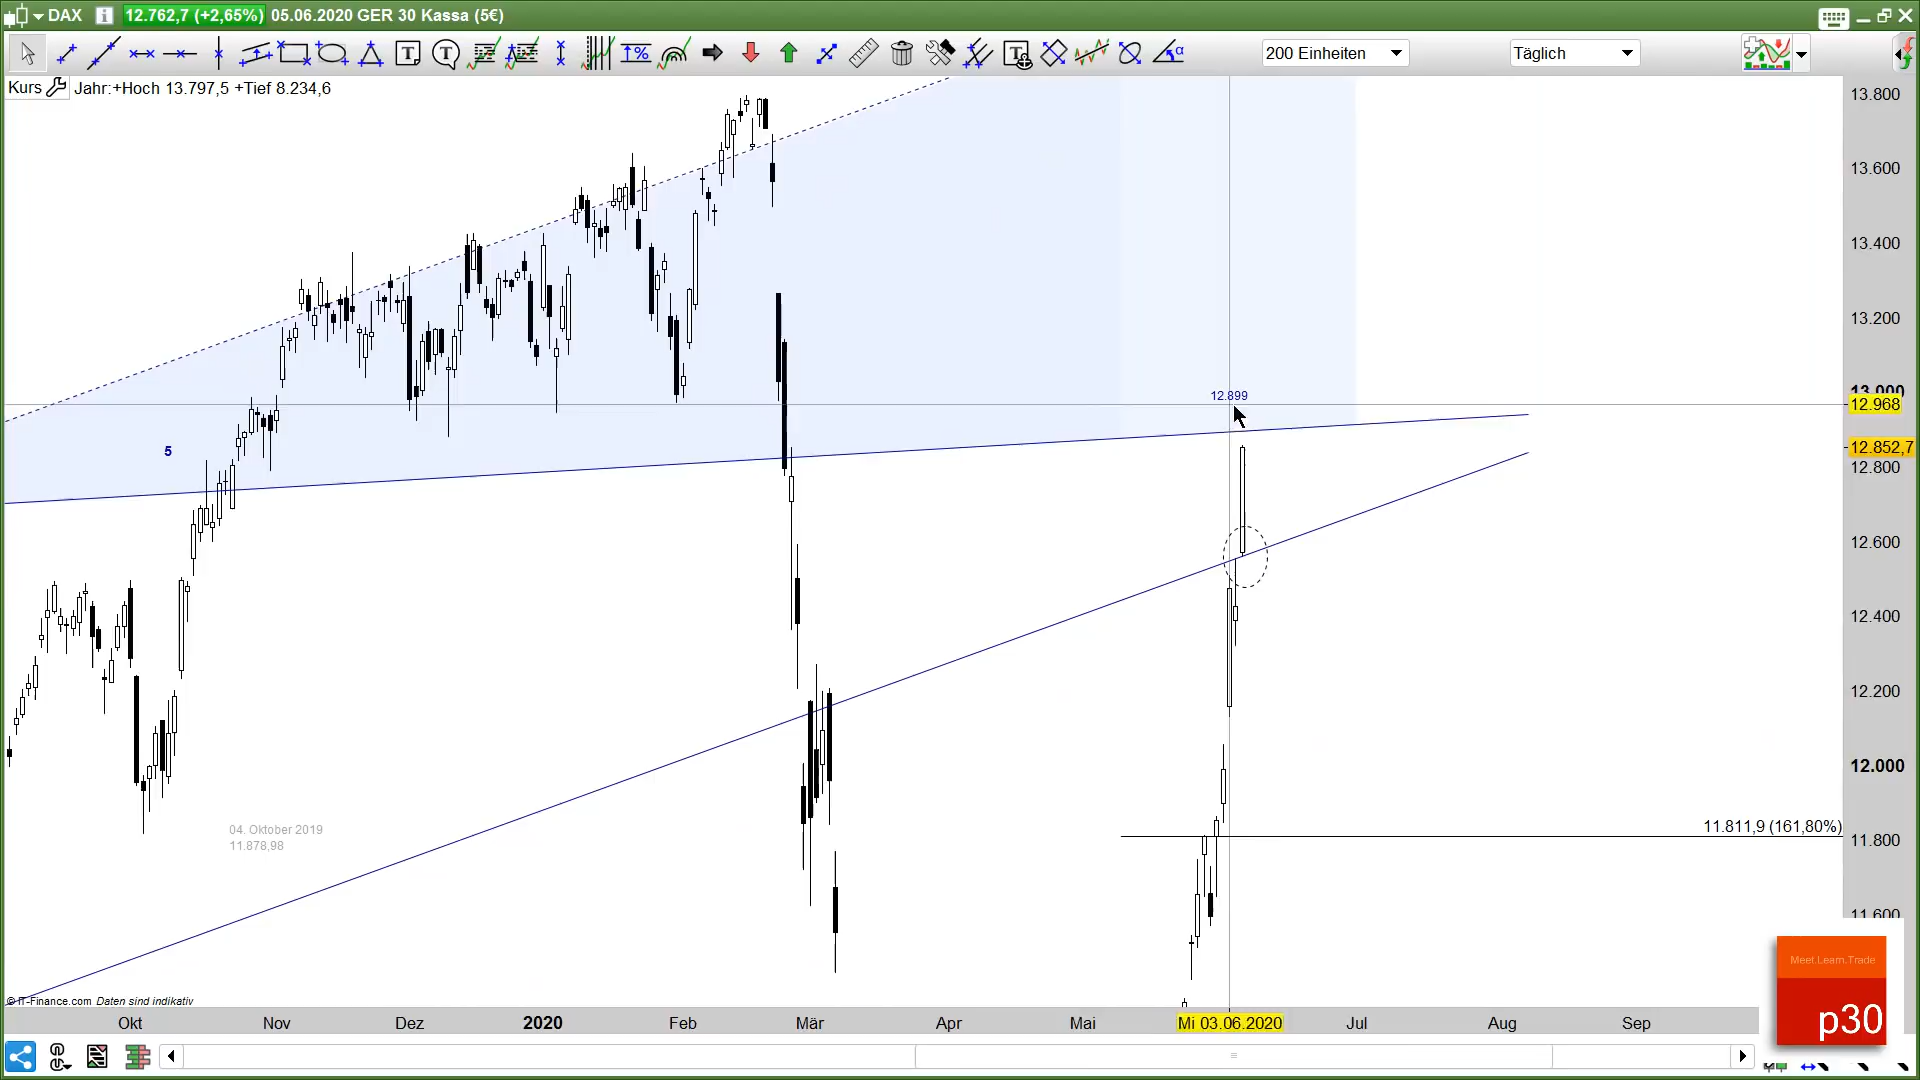 DAX 12.762,7 (+2,65%) 05.06.2020 GER 30 Kassa (5€)
200 Einheiten
Täglich
Kurs Jahr:+Hoch 13.797,5 +Tief 8.234,6
13.800
13.600
13.400
13.200
13.000
12.899
12.968
5
12.852,7
12.800
12.600
12.400
12.200
12.000
11.811,9 (161,80%)
04. Oktober 2019
11.878,98
11.800
11.600
Meet.Learn.Trade
p30
© IT-Finance.com Daten sind indikativ
Okt Nov Dez 2020 Feb Mär Apr Mai Mi 03.06.2020 Jul Aug Sep